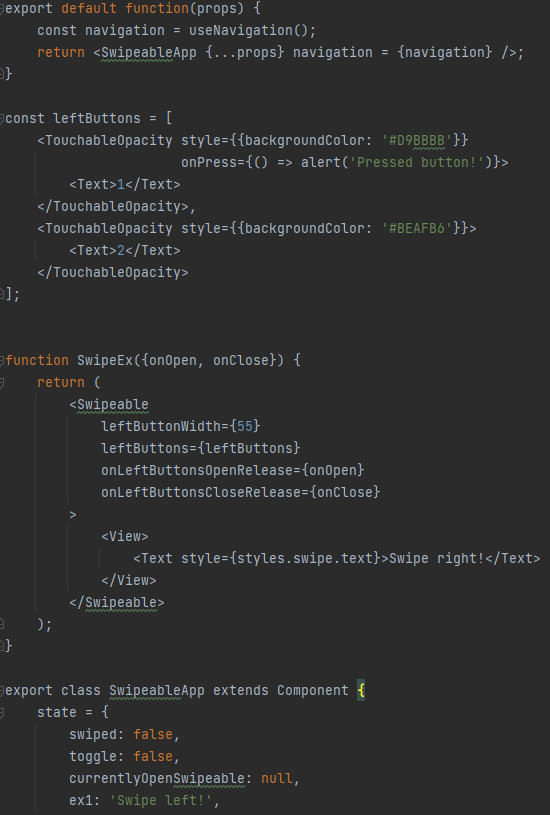 export default function(props) {
    const navigation = useNavigation();
    return <SwipeableApp {...props} navigation = {navigation} />;
}
const leftButtons = [
    <TouchableOpacity style={{backgroundColor: '#D9BBBB'}}
                      onPress={() => alert('Pressed button!')}>
        <Text>1</Text>
    </TouchableOpacity>,
    <TouchableOpacity style={{backgroundColor: '#BEAFB6'}}>
        <Text>2</Text>
    </TouchableOpacity>
];
function SwipeEx({onOpen, onClose}) {
    return (
        <Swipeable
            leftButtonWidth={55}
            leftButtons={leftButtons}
            onLeftButtonsOpenRelease={onOpen}
            onLeftButtonsCloseRelease={onClose}
        >
            <View>
                <Text style={styles.swipe.text}>Swipe right!</Text>
            </View>
        </Swipeable>
    );
}
export class SwipeableApp extends Component {
    state = {
        swiped: false,
        toggle: false,
        currentlyOpenSwipeable: null,
        ex1: 'Swipe left!',